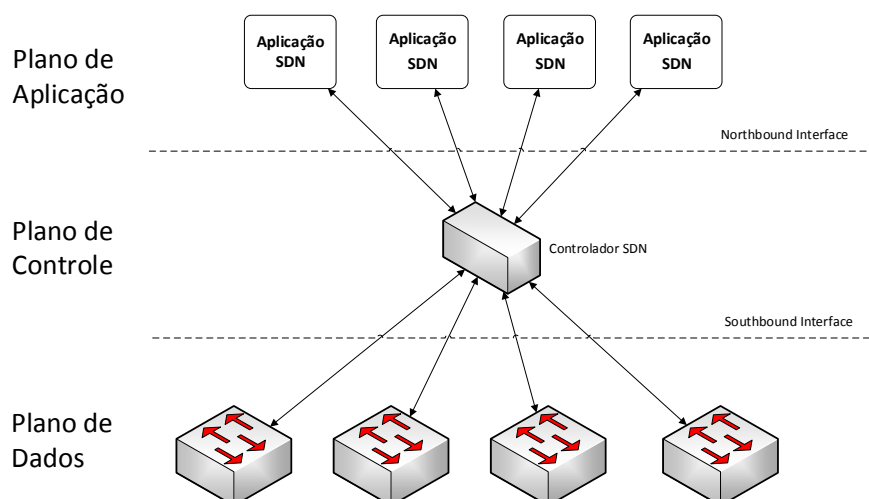 Plano de
Aplicação
Aplicação
SDN
Aplicação
SDN
Aplicação
SDN
Aplicação
SDN
Northbound Interface
Plano de
Controle
Controlador SDN
Southbound Interface
Plano de
Dados